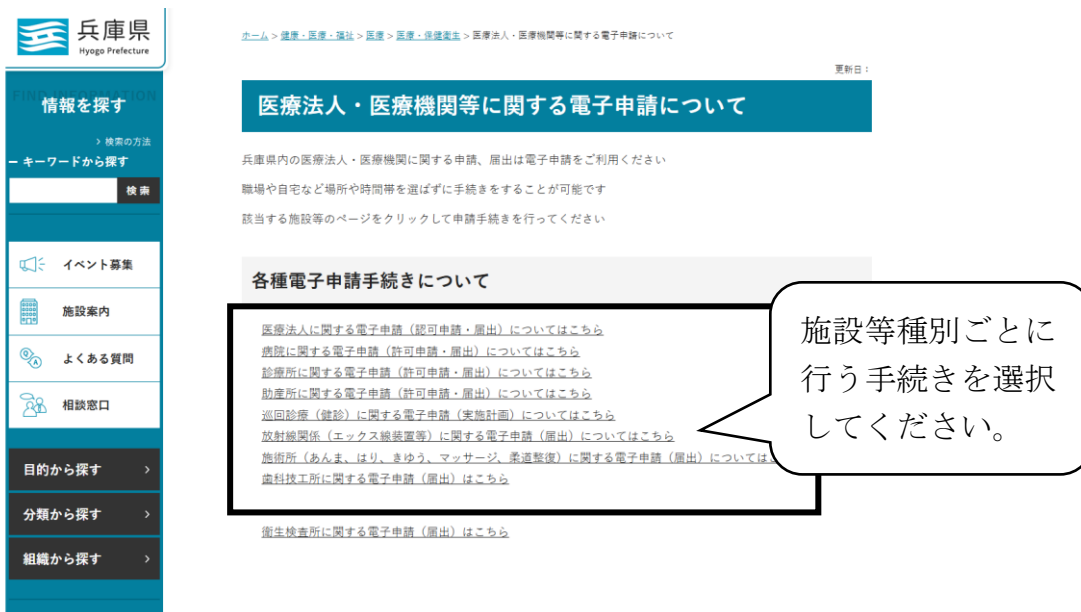 兵庫県
Hyogo Prefecture
ホーム > 健康・医療・福祉 > 医療 > 医療・保健衛生 > 医療法人・医療機関等に関する電子申請について
更新日：
FIND INFORMATION
情報を探す
> 検索の方法
キーワードから探す
検索
イベント募集
施設案内
よくある質問
相談窓口
目的から探す >
分類から探す >
組織から探す >
医療法人・医療機関等に関する電子申請について
兵庫県内の医療法人・医療機関に関する申請、届出は電子申請をご利用ください
職場や自宅など場所や時間帯を選ばずに手続きをすることが可能です
該当する施設等のページをクリックして申請手続きを行ってください
各種電子申請手続きについて
医療法人に関する電子申請（認可申請・届出）についてはこちら
病院に関する電子申請（許可申請・届出）についてはこちら
診療所に関する電子申請（許可申請・届出）についてはこちら
助産所に関する電子申請（許可申請・届出）についてはこちら
巡回診療（健診）に関する電子申請（実施計画）についてはこちら
放射線関係（エックス線装置等）に関する電子申請（届出）についてはこちら
施術所（あんま、はり、きゆう、マッサージ、柔道整復）に関する電子申請（届出）については
歯科技工所に関する電子申請（届出）はこちら
衛生検査所に関する電子申請（届出）はこちら
施設等種別ごとに
行う手続きを選択
してください。